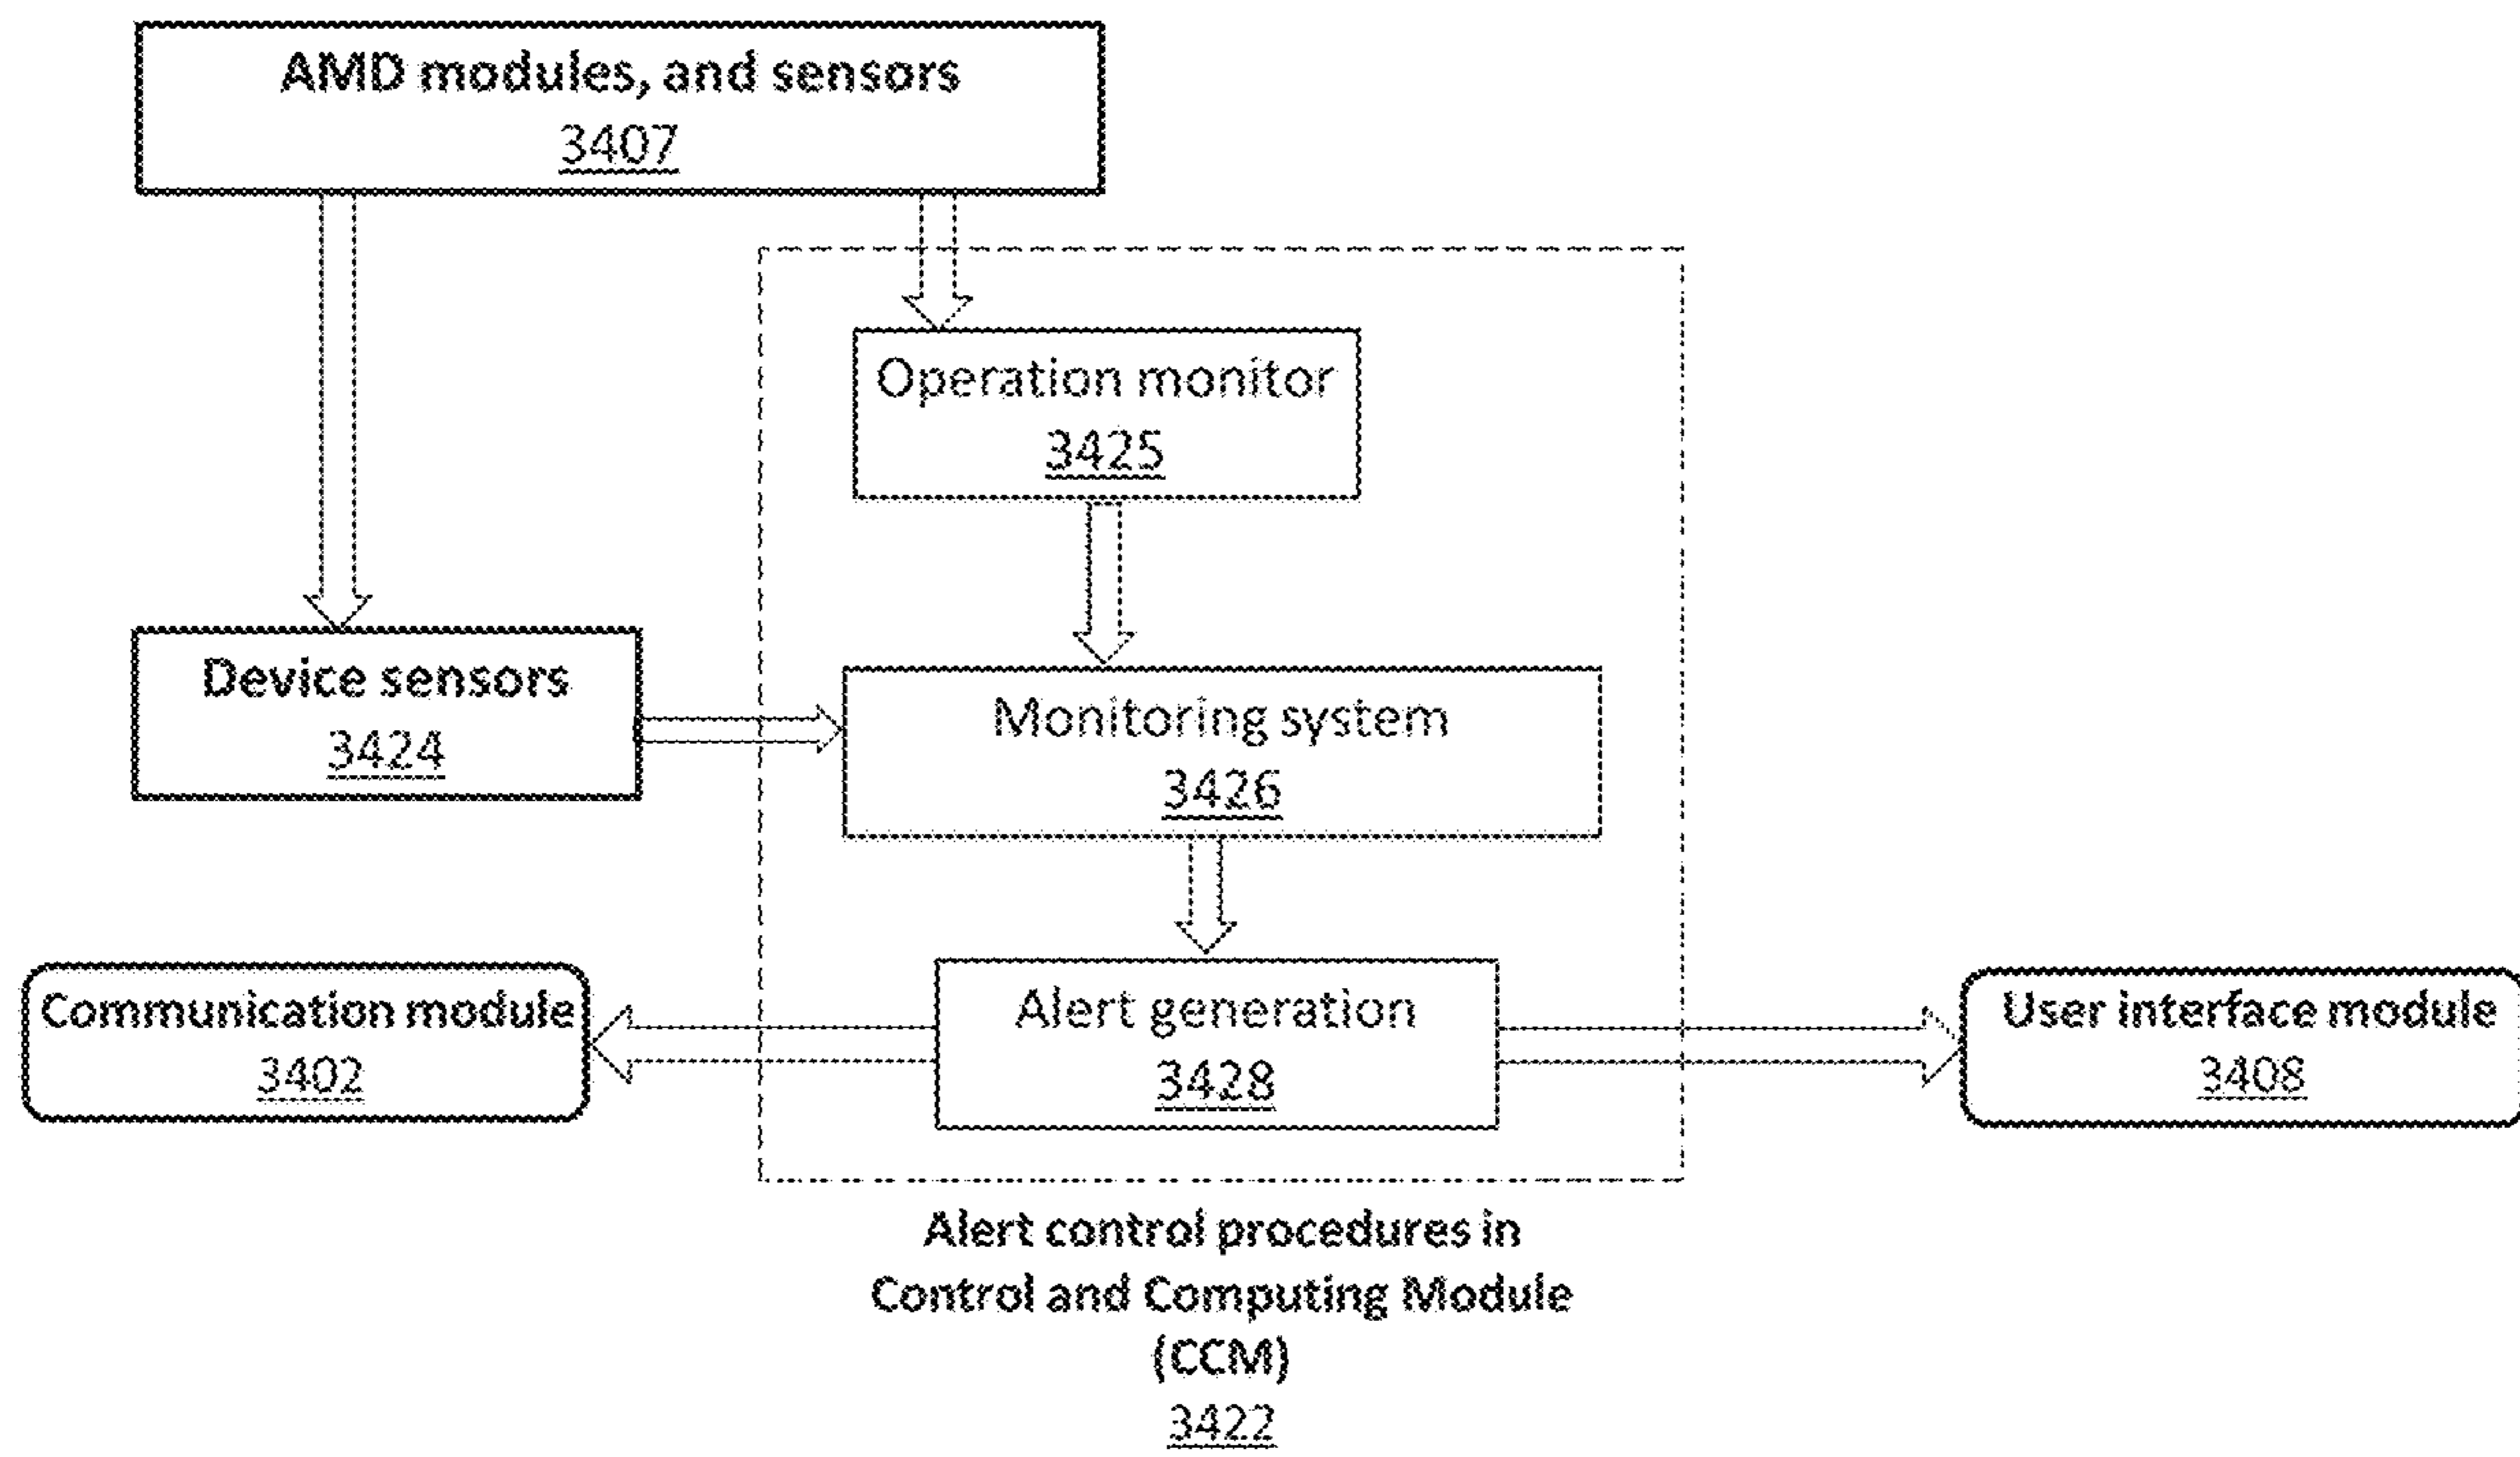 AMD modules, and sensors
3407
Operation monitor
3425
Device sensors
3424
Monitoring system
3426
Communication module
3402
Alert generation
3428
User interface module
3408
Alert control procedures in
Control and Computing Module
(CCM)
3422